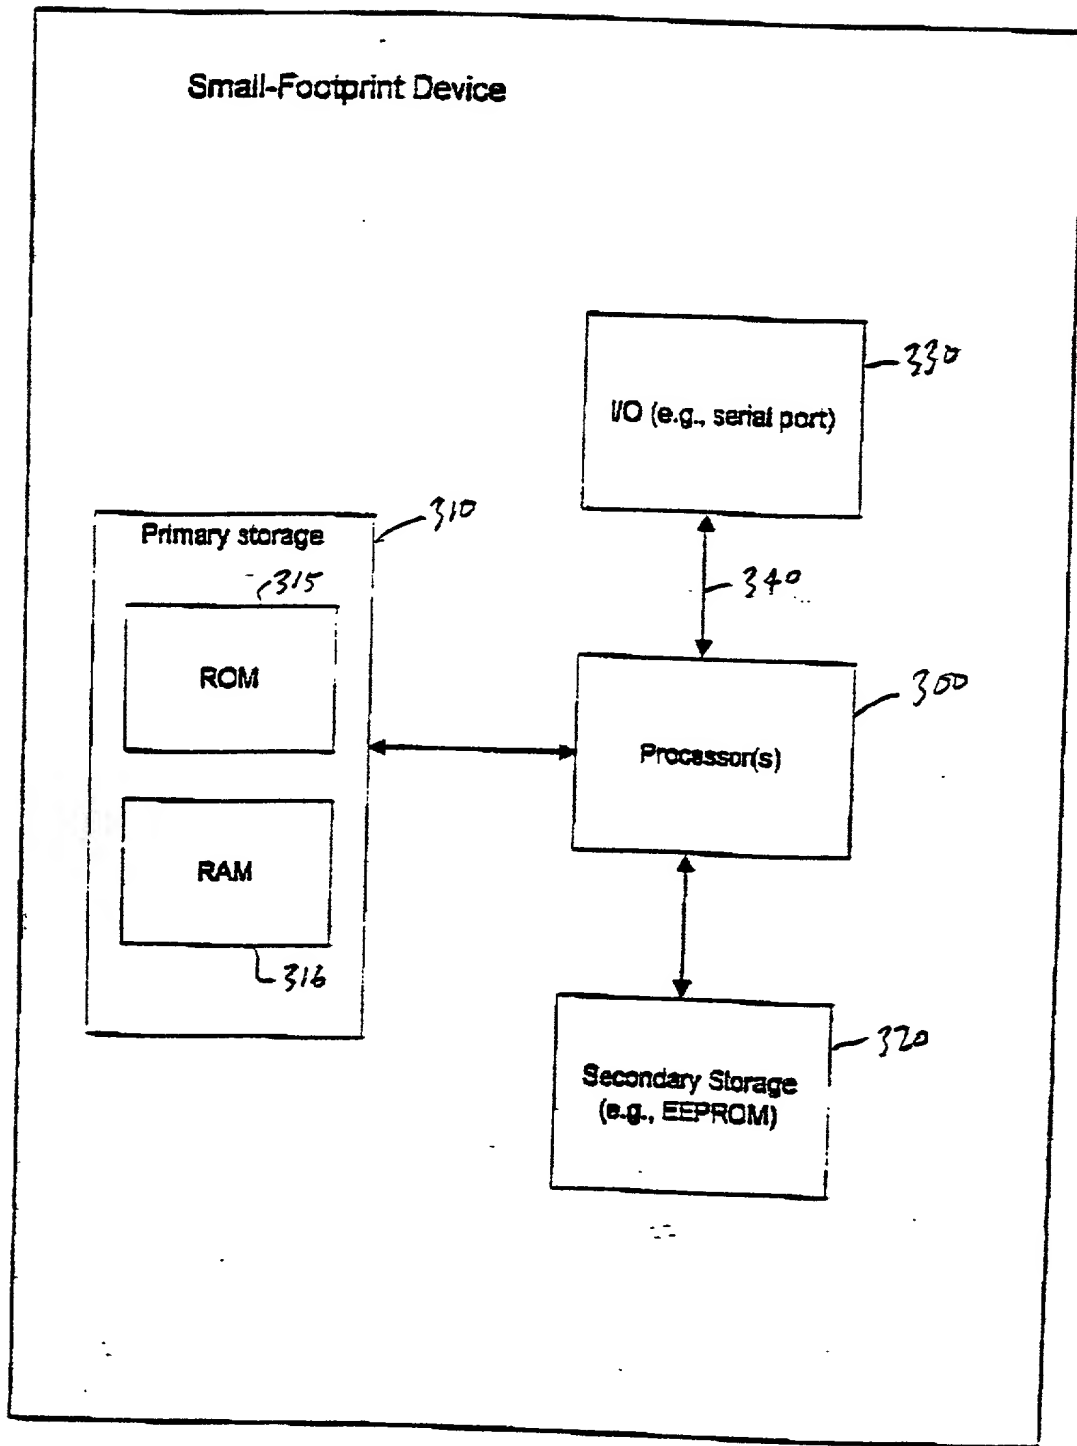 Small-Footprint Device
330
I/O (e.g., serial port)
310
Primary storage
340
315
ROM
300
Processor(s)
RAM
316
320
Secondary Storage
(e.g., EEPROM)